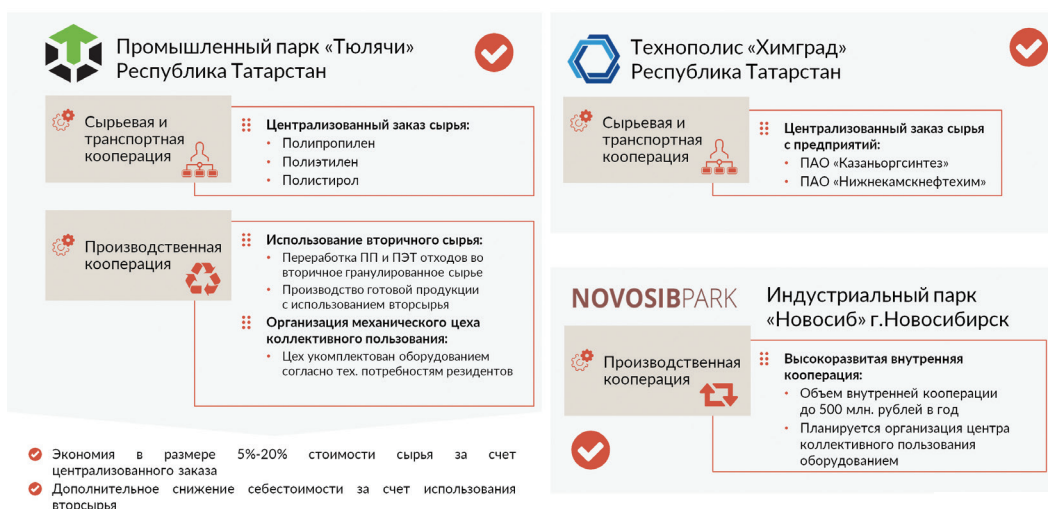 Промышленный парк «Тюлячи»
Республика Татарстан
Сырьевая и
транспортная
кооперация
Централизованный заказ сырья:
• Полипропилен
• Полиэтилен
• Полистирол
Производственная
кооперация
Использование вторичного сырья:
• Переработка ПП и ПЭТ отходов во
вторичное гранулированное сырье
• Производство готовой продукции
с использованием вторсырья
Организация механического цеха
коллективного пользования:
• Цех укомплектован оборудованием
согласно тех. потребностям резидентов
Экономия в размере 5%-20% стоимости сырья за счет
централизованного заказа
Дополнительное снижение себестоимости за счет использования
вторсырья
Технополис «Химград»
Республика Татарстан
Сырьевая и
транспортная
кооперация
Централизованный заказ сырья
с предприятий:
• ПАО «Казаньоргсинтез»
• ПАО «Нижнекамскнефтехим»
NOVOSIBPARK
Индустриальный парк
«Новосиб» г.Новосибирск
Производственная
кооперация
Высокоразвитая внутренняя
кооперация:
• Объем внутренней кооперации
до 500 млн. рублей в год
• Планируется организация центра
коллективного пользования
оборудованием